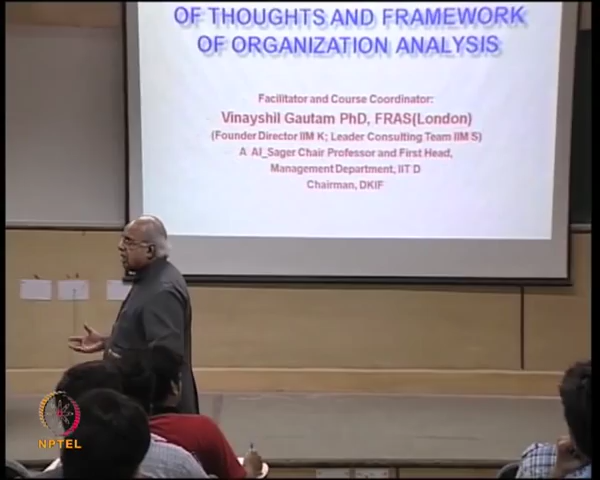 OF THOUGHTS AND FRAMEWORK
OF ORGANIZATION ANALYSIS
Facilitator and Course Coordinator:
Vinayshil Gautam PhD, FRAS(London)
(Founder Director IIM K; Leader Consulting Team IIM S)
A Al_Sager Chair Professor and First Head,
Management Department, IIT D
Chairman, DKIF
NPTEL